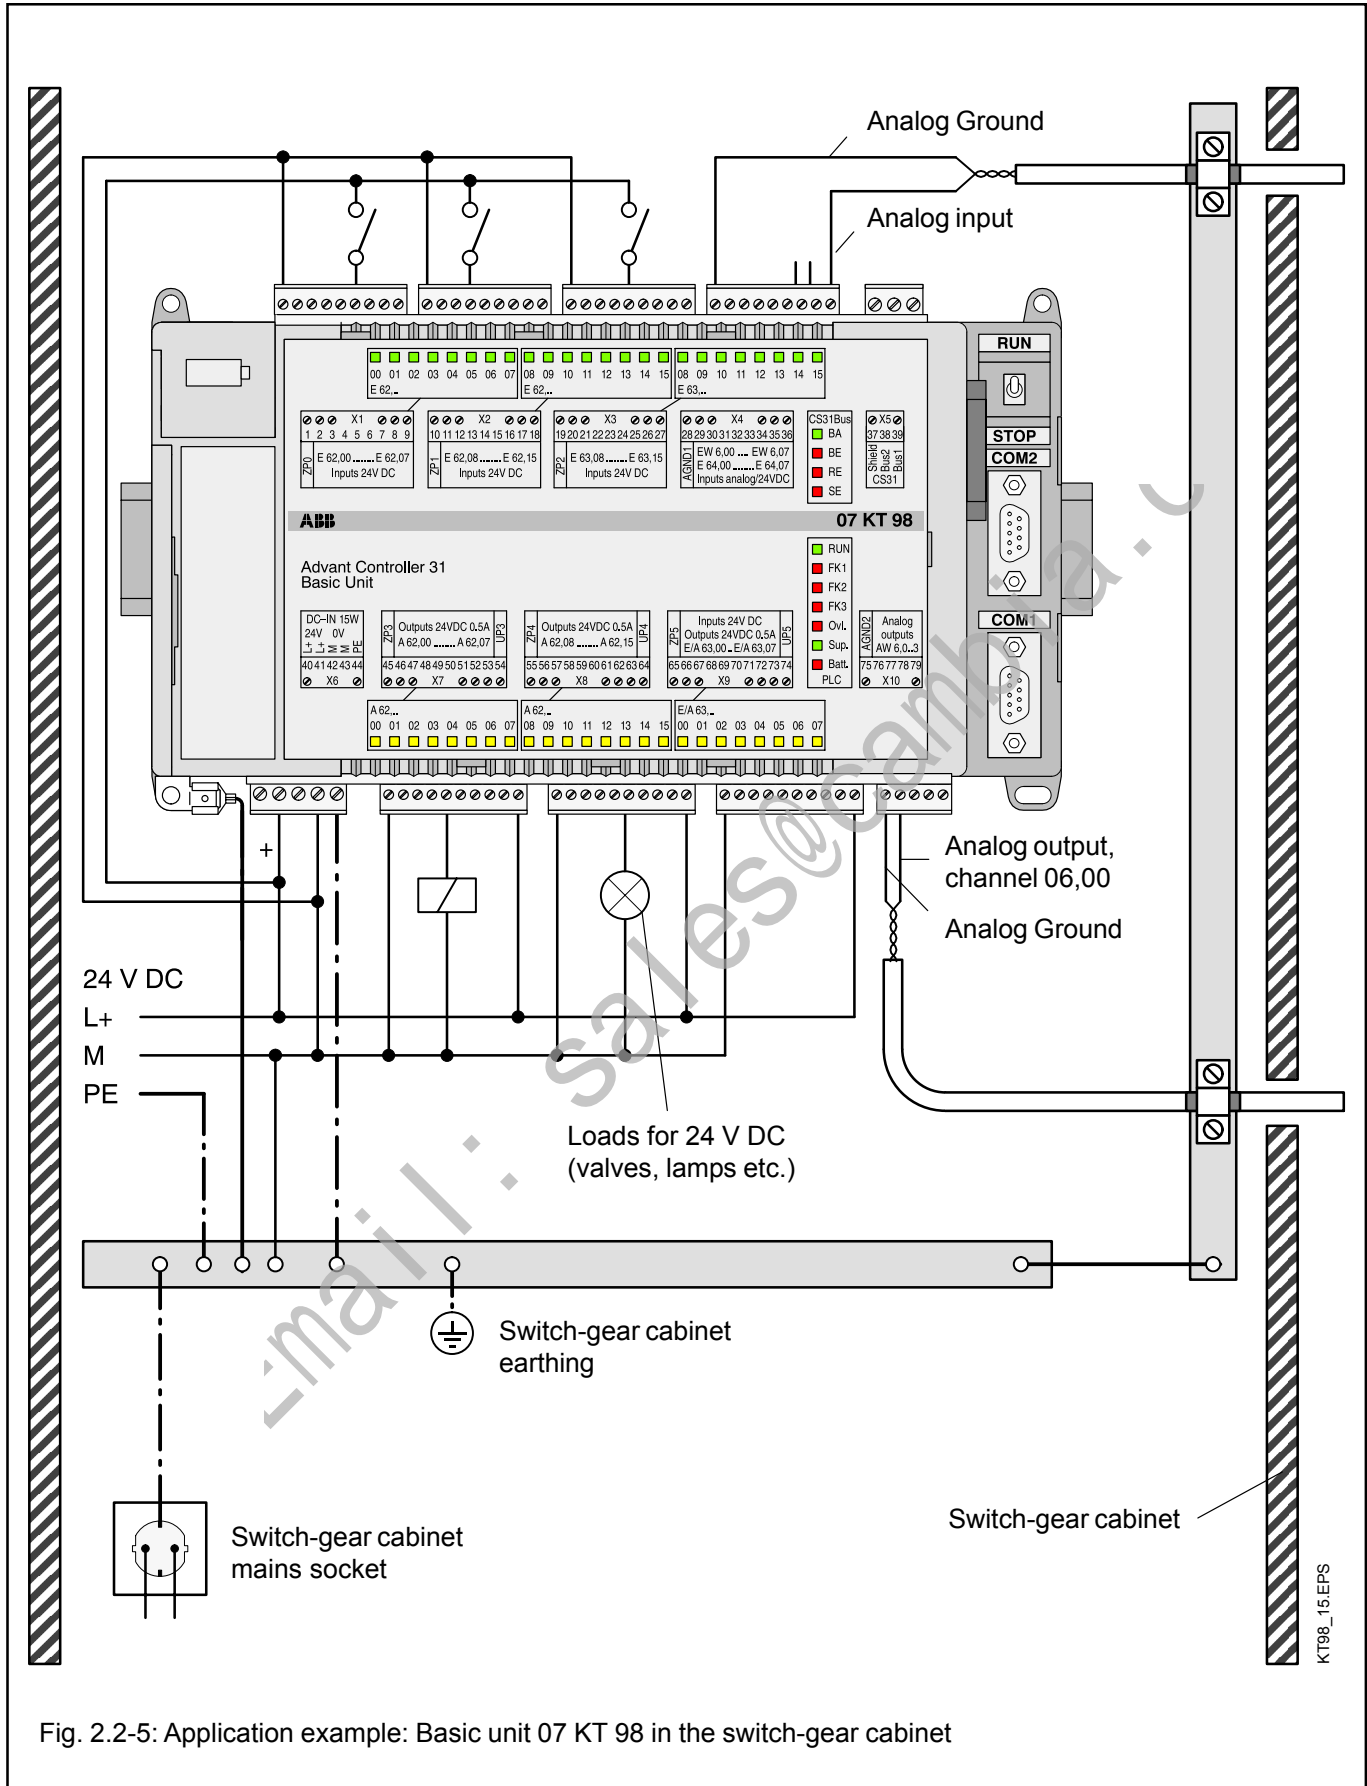 Analog Ground
Analog input
RUN
STOP
COM2
COM1
00 01 02 03 04 05 06 07
E 62,..
08 09 10 11 12 13 14 15
E 62,..
08 09 10 11 12 13 14 15
E 63,..
X1
1 2 3 4 5 6 7 8 9
ZP0
E 62,00 ....... E 62,07
Inputs 24V DC
X2
10 11 12 13 14 15 16 17 18
ZP1
E 62,08 ....... E 62,15
Inputs 24V DC
X3
19 20 21 22 23 24 25 26 27
ZP2
E 63,08 ....... E 63,15
Inputs 24V DC
X4
28 29 30 31 32 33 34 35 36
AGND1
EW 6,00 .... EW 6,07
E 64,00 ....... E 64,07
Inputs analog/24VDC
CS31Bus
BA
BE
RE
SE
X5
37 38 39
Shield
Bus2
Bus1
CS31
ABB
07 KT 98
Advant Controller 31
Basic Unit
RUN
FK1
FK2
FK3
Ovl.
Sup.
Batt.
PLC
DC-IN 15W
24V 0V
L+ L+ M M PE
40 41 42 43 44
X6
ZP3
Outputs 24VDC 0.5A
A 62,00 ....... A 62,07
UP3
45 46 47 48 49 50 51 52 53 54
X7
ZP4
Outputs 24VDC 0.5A
A 62,08 .... A 62,15
UP4
55 56 57 58 59 60 61 62 63 64
X8
ZP5
Inputs 24V DC
Outputs 24VDC 0.5A
E/A 63,00 .. E/A 63,07
UP5
65 66 67 68 69 70 71 72 73 74
X9
AGND2
Analog
outputs
AW 6,0..3
75 76 77 78 79
X10
A 62,..
00 01 02 03 04 05 06 07
A 62,..
08 09 10 11 12 13 14 15
E/A 63,..
00 01 02 03 04 05 06 07
+
Analog output,
channel 06,00
Analog Ground
24 V DC
L+
M
PE
Loads for 24 V DC
(valves, lamps etc.)
Switch-gear cabinet
earthing
Switch-gear cabinet
mains socket
Switch-gear cabinet
KT98_15.EPS
Email: sales@cambia.c
Fig. 2.2-5: Application example: Basic unit 07 KT 98 in the switch-gear cabinet